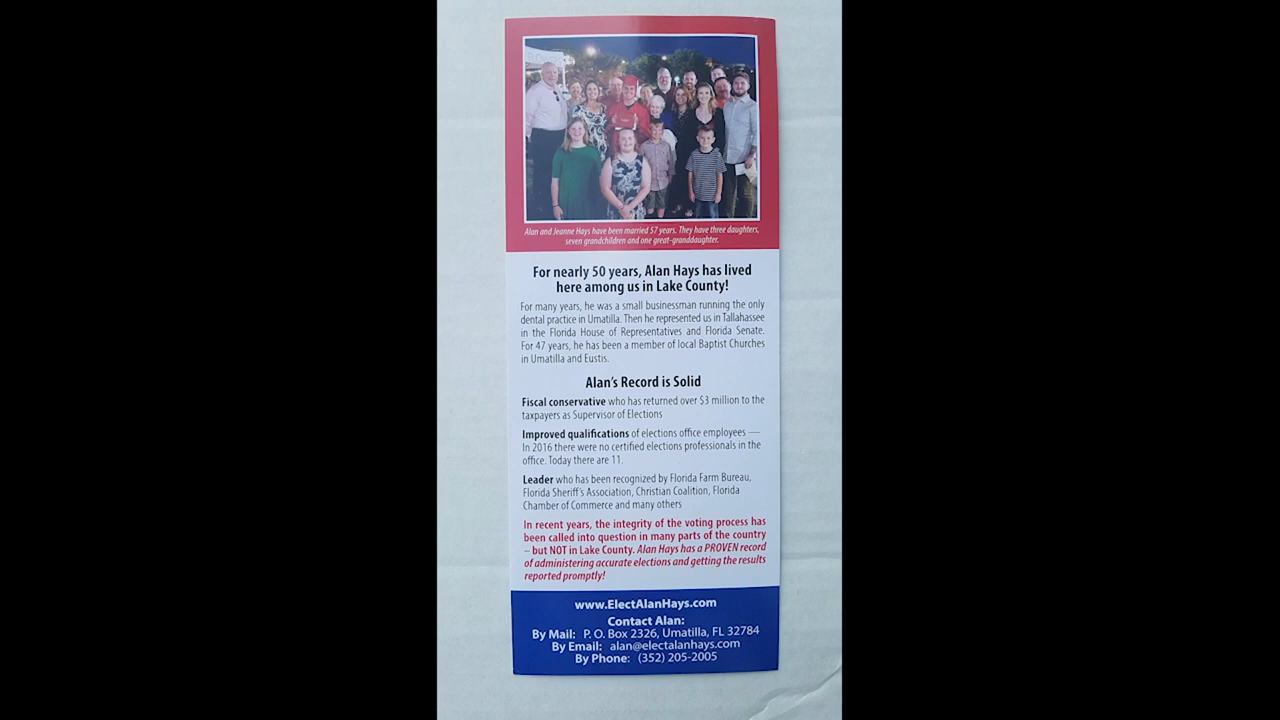 Alan and Jeanne Hays have been married 57 years. They have three daughters,
seven grandchildren and one great-granddaughter.
For nearly 50 years, Alan Hays has lived
here among us in Lake County!
For many years, he was a small businessman running the only
dental practice in Umatilla. Then he represented us in Tallahassee
in the Florida House of Representatives and Florida Senate.
For 47 years, he has been a member of local Baptist Churches
in Umatilla and Eustis.
Alan's Record is Solid
Fiscal conservative who has returned over $3 million to the
taxpayers as Supervisor of Elections
Improved qualifications of elections office employees —
In 2016 there were no certified elections professionals in the
office. Today there are 11.
Leader who has been recognized by Florida Farm Bureau,
Florida Sheriff's Association, Christian Coalition, Florida
Chamber of Commerce and many others
In recent years, the integrity of the voting process has
been called into question in many parts of the country
– but NOT in Lake County. Alan Hays has a PROVEN record
of administering accurate elections and getting the results
reported promptly!
www.ElectAlanHays.com
Contact Alan:
By Mail: P. O. Box 2326, Umatilla, FL 32784
By Email: alan@electalanhays.com
By Phone: (352) 205-2005